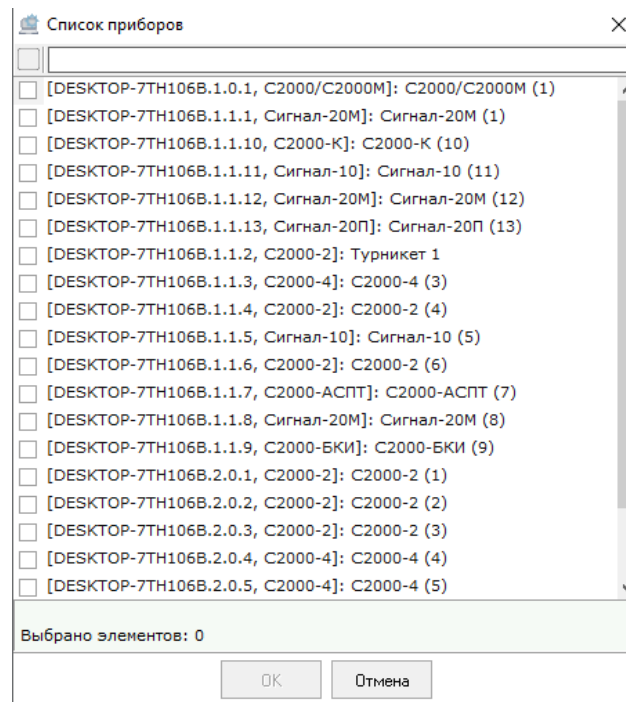 Список приборов
[DESKTOP-7TH106B.1.0.1, С2000/С2000М]: С2000/С2000М (1)
[DESKTOP-7TH106B.1.1.1, Сигнал-20М]: Сигнал-20М (1)
[DESKTOP-7TH106B.1.1.10, С2000-К]: С2000-К (10)
[DESKTOP-7TH106B.1.1.11, Сигнал-10]: Сигнал-10 (11)
[DESKTOP-7TH106B.1.1.12, Сигнал-20М]: Сигнал-20М (12)
[DESKTOP-7TH106B.1.1.13, Сигнал-20П]: Сигнал-20П (13)
[DESKTOP-7TH106B.1.1.2, С2000-2]: Турникет 1
[DESKTOP-7TH106B.1.1.3, С2000-4]: С2000-4 (3)
[DESKTOP-7TH106B.1.1.4, С2000-2]: С2000-2 (4)
[DESKTOP-7TH106B.1.1.5, Сигнал-10]: Сигнал-10 (5)
[DESKTOP-7TH106B.1.1.6, С2000-2]: С2000-2 (6)
[DESKTOP-7TH106B.1.1.7, С2000-АСПТ]: С2000-АСПТ (7)
[DESKTOP-7TH106B.1.1.8, Сигнал-20М]: Сигнал-20М (8)
[DESKTOP-7TH106B.1.1.9, С2000-БКИ]: С2000-БКИ (9)
[DESKTOP-7TH106B.2.0.1, С2000-2]: С2000-2 (1)
[DESKTOP-7TH106B.2.0.2, С2000-2]: С2000-2 (2)
[DESKTOP-7TH106B.2.0.3, С2000-2]: С2000-2 (3)
[DESKTOP-7TH106B.2.0.4, С2000-4]: С2000-4 (4)
[DESKTOP-7TH106B.2.0.5, С2000-4]: С2000-4 (5)
Выбрано элементов: 0
OK Отмена